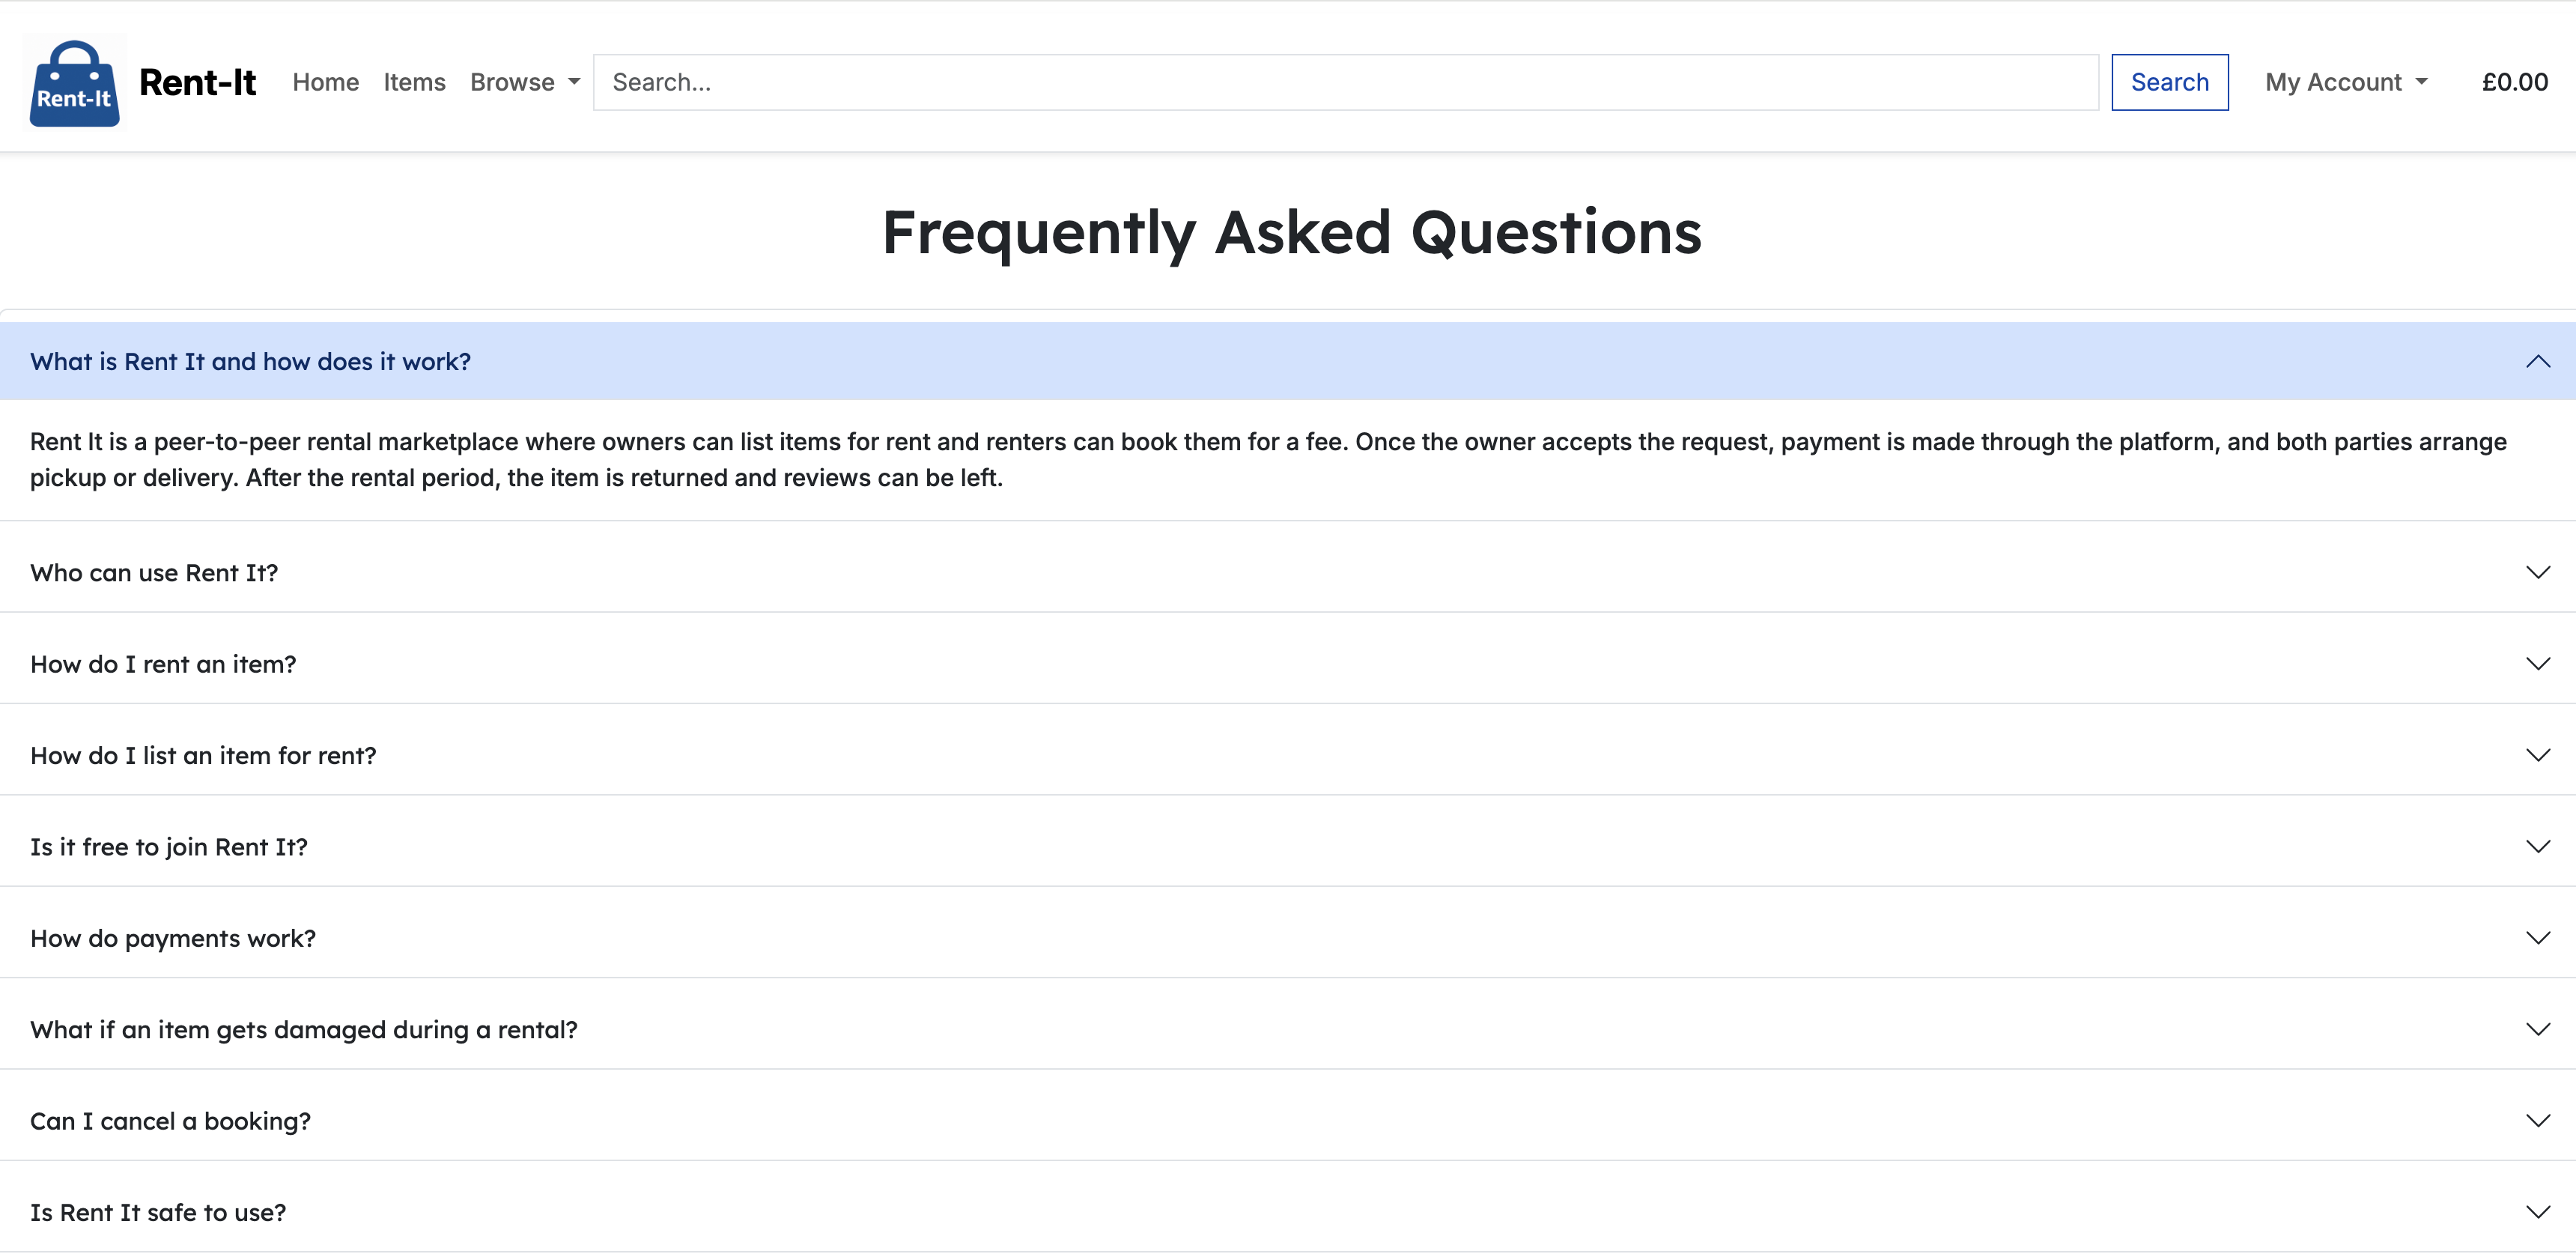 Rent-It
Rent-It
Home
Items
Browse
Search...
Search
My Account
£0.00
Frequently Asked Questions
What is Rent It and how does it work?
Rent It is a peer-to-peer rental marketplace where owners can list items for rent and renters can book them for a fee. Once the owner accepts the request, payment is made through the platform, and both parties arrange
pickup or delivery. After the rental period, the item is returned and reviews can be left.
Who can use Rent It?
How do I rent an item?
How do I list an item for rent?
Is it free to join Rent It?
How do payments work?
What if an item gets damaged during a rental?
Can I cancel a booking?
Is Rent It safe to use?